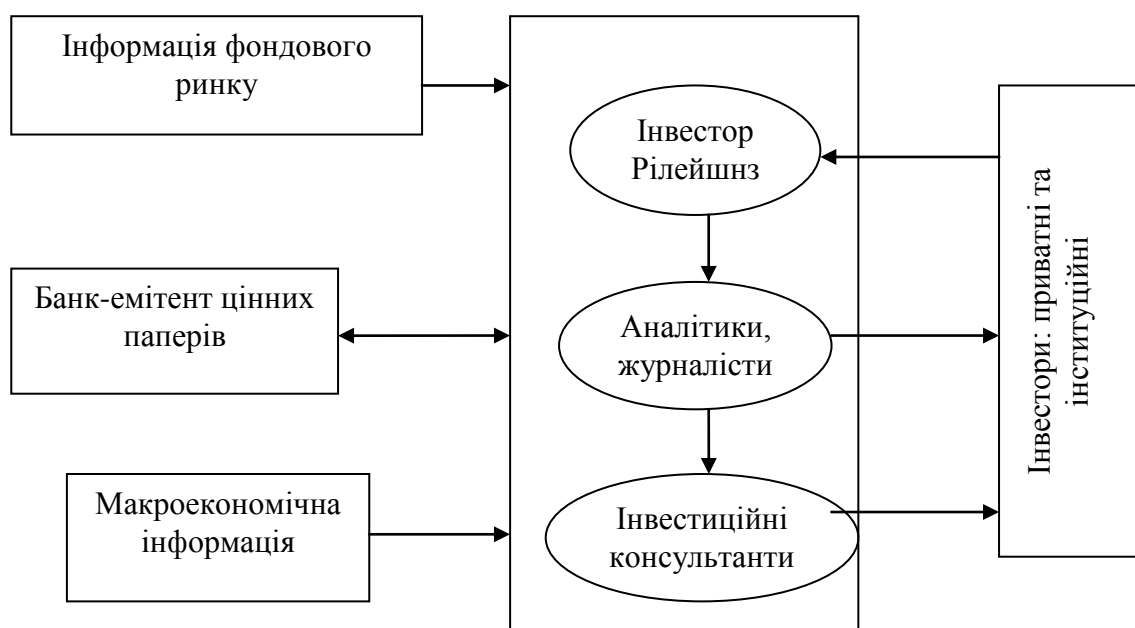 Інформація фондового
ринку
Інвестор
Рілейшнз
Банк-емітент цінних
паперів
Аналітики,
журналісти
Інвестори: приватні та
інституційні
Макроекономічна
інформація
Інвестиційні
консультанти